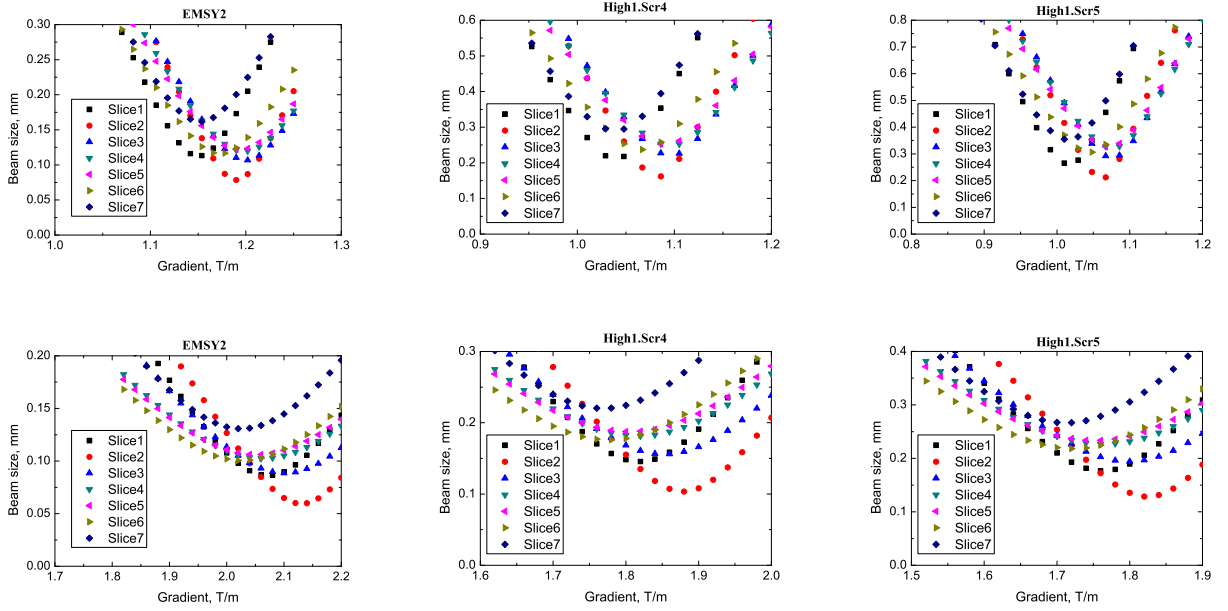 EMSY2
High1.Scr4
High1.Scr5
0.30
0.25
0.20
0.15
0.10
0.05
0.00
Beam size, mm
Slice1
Slice2
Slice3
Slice4
Slice5
Slice6
Slice7
1.0 1.1 1.2 1.3
Gradient, T/m
0.6
0.5
0.4
0.3
0.2
0.1
0.0
Beam size, mm
Slice1
Slice2
Slice3
Slice4
Slice5
Slice6
Slice7
0.9 1.0 1.1 1.2
Gradient, T/m
0.8
0.7
0.6
0.5
0.4
0.3
0.2
0.1
0.0
Beam size, mm
Slice1
Slice2
Slice3
Slice4
Slice5
Slice6
Slice7
0.8 0.9 1.0 1.1 1.2
Gradient, T/m
EMSY2
High1.Scr4
High1.Scr5
0.20
0.15
0.10
0.05
0.00
Beam size, mm
Slice1
Slice2
Slice3
Slice4
Slice5
Slice6
Slice7
1.7 1.8 1.9 2.0 2.1 2.2
Gradient, T/m
0.3
0.2
0.1
0.0
Beam size, mm
Slice1
Slice2
Slice3
Slice4
Slice5
Slice6
Slice7
1.6 1.7 1.8 1.9 2.0
Gradient, T/m
0.4
0.3
0.2
0.1
0.0
Beam size, mm
Slice1
Slice2
Slice3
Slice4
Slice5
Slice6
Slice7
1.5 1.6 1.7 1.8 1.9
Gradient, T/m